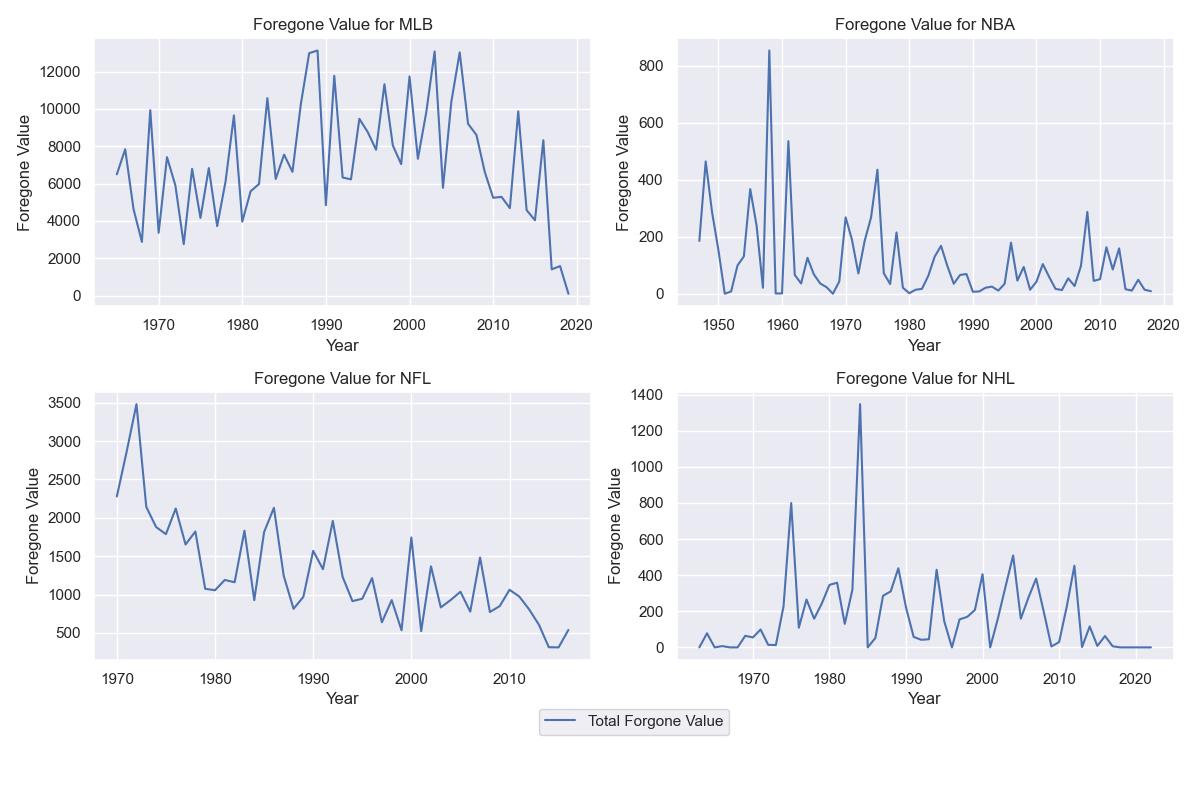 Foregone Value for MLB
Foregone Value
12000
10000
8000
6000
4000
2000
0
1970 1980 1990 2000 2010 2020
Year
Foregone Value for NBA
Foregone Value
800
600
400
200
0
1950 1960 1970 1980 1990 2000 2010 2020
Year
Foregone Value for NFL
Foregone Value
3500
3000
2500
2000
1500
1000
500
1970 1980 1990 2000 2010
Year
Foregone Value for NHL
Foregone Value
1400
1200
1000
800
600
400
200
0
1970 1980 1990 2000 2010 2020
Year
Total Forgone Value